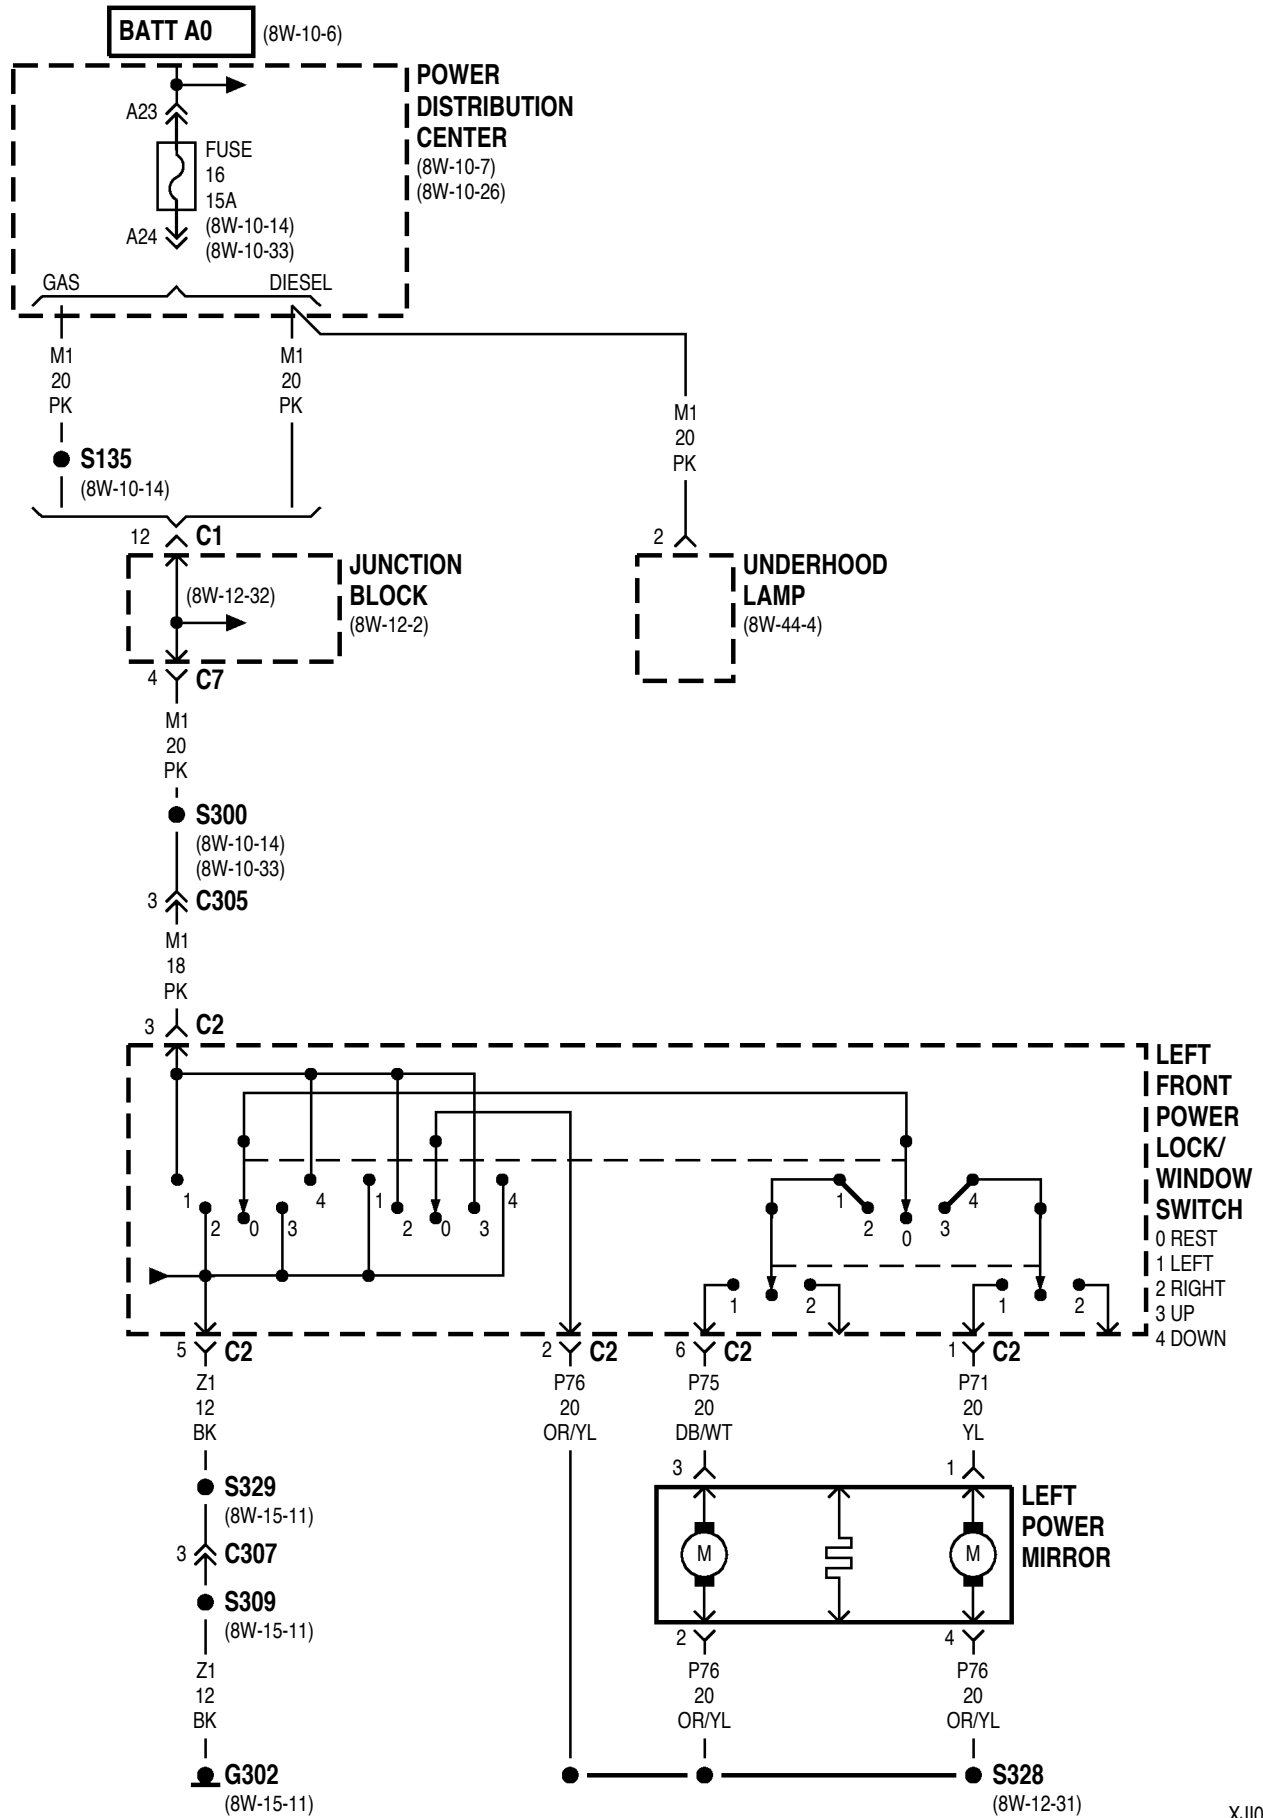 BATT A0 (8W-10-6)
POWER
DISTRIBUTION
CENTER
(8W-10-7)
(8W-10-26)
A23
FUSE
16
15A
(8W-10-14)
(8W-10-33)
A24
GAS DIESEL
M1
20
PK
M1
20
PK
M1
20
PK
S135
(8W-10-14)
12 C1
2
JUNCTION
BLOCK
(8W-12-2)
(8W-12-32)
UNDERHOOD
LAMP
(8W-44-4)
4 C7
M1
20
PK
S300
(8W-10-14)
(8W-10-33)
3 C305
M1
18
PK
3 C2
LEFT
FRONT
POWER
LOCK/
WINDOW
SWITCH
0 REST
1 LEFT
2 RIGHT
3 UP
4 DOWN
1 2 0 3 4 1 2 0 3 4
1 2 0 3 4
1 2 1 2
5 C2 2 C2 6 C2 1 C2
Z1
12
BK
P76
20
OR/YL
P75
20
DB/WT
P71
20
YL
S329
(8W-15-11)
3 C307
S309
(8W-15-11)
Z1
12
BK
G302
(8W-15-11)
3 1
LEFT
POWER
MIRROR
M M
2 4
P76
20
OR/YL
P76
20
OR/YL
S328
(8W-12-31)